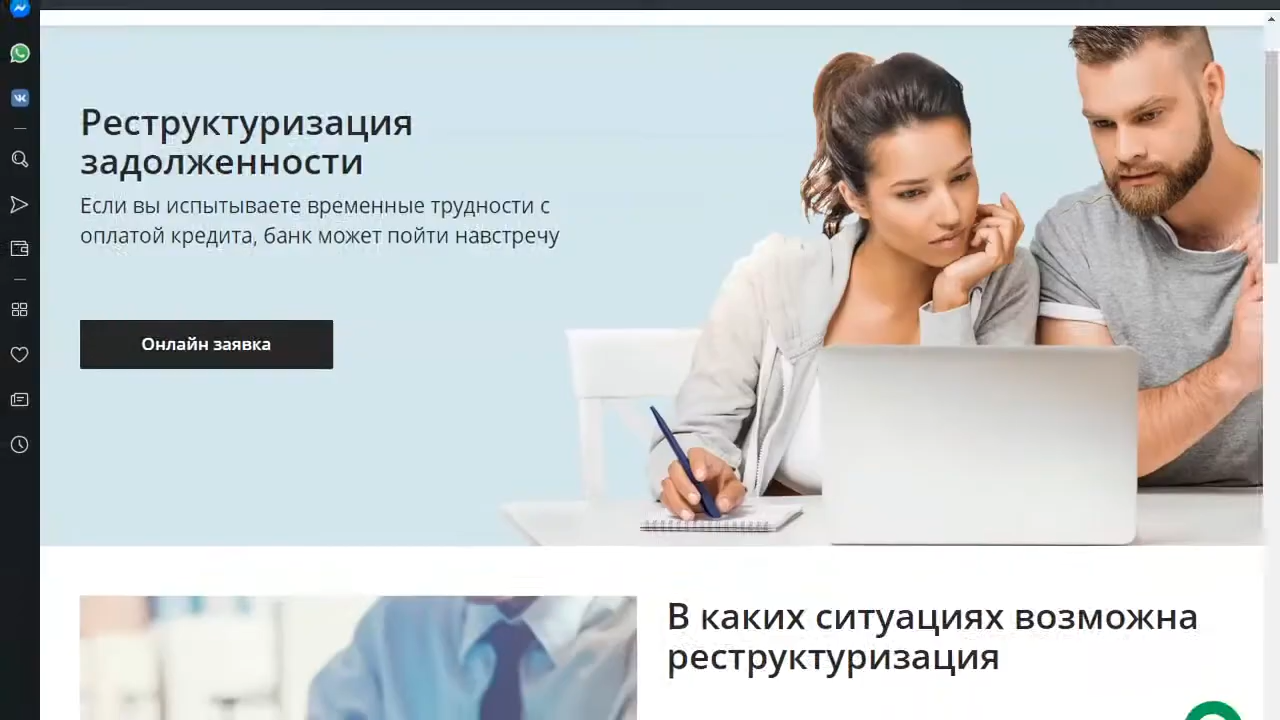 Реструктуризация
задолженности
Если вы испытываете временные трудности с
оплатой кредита, банк может пойти навстречу
Онлайн заявка
В каких ситуациях возможна
реструктуризация